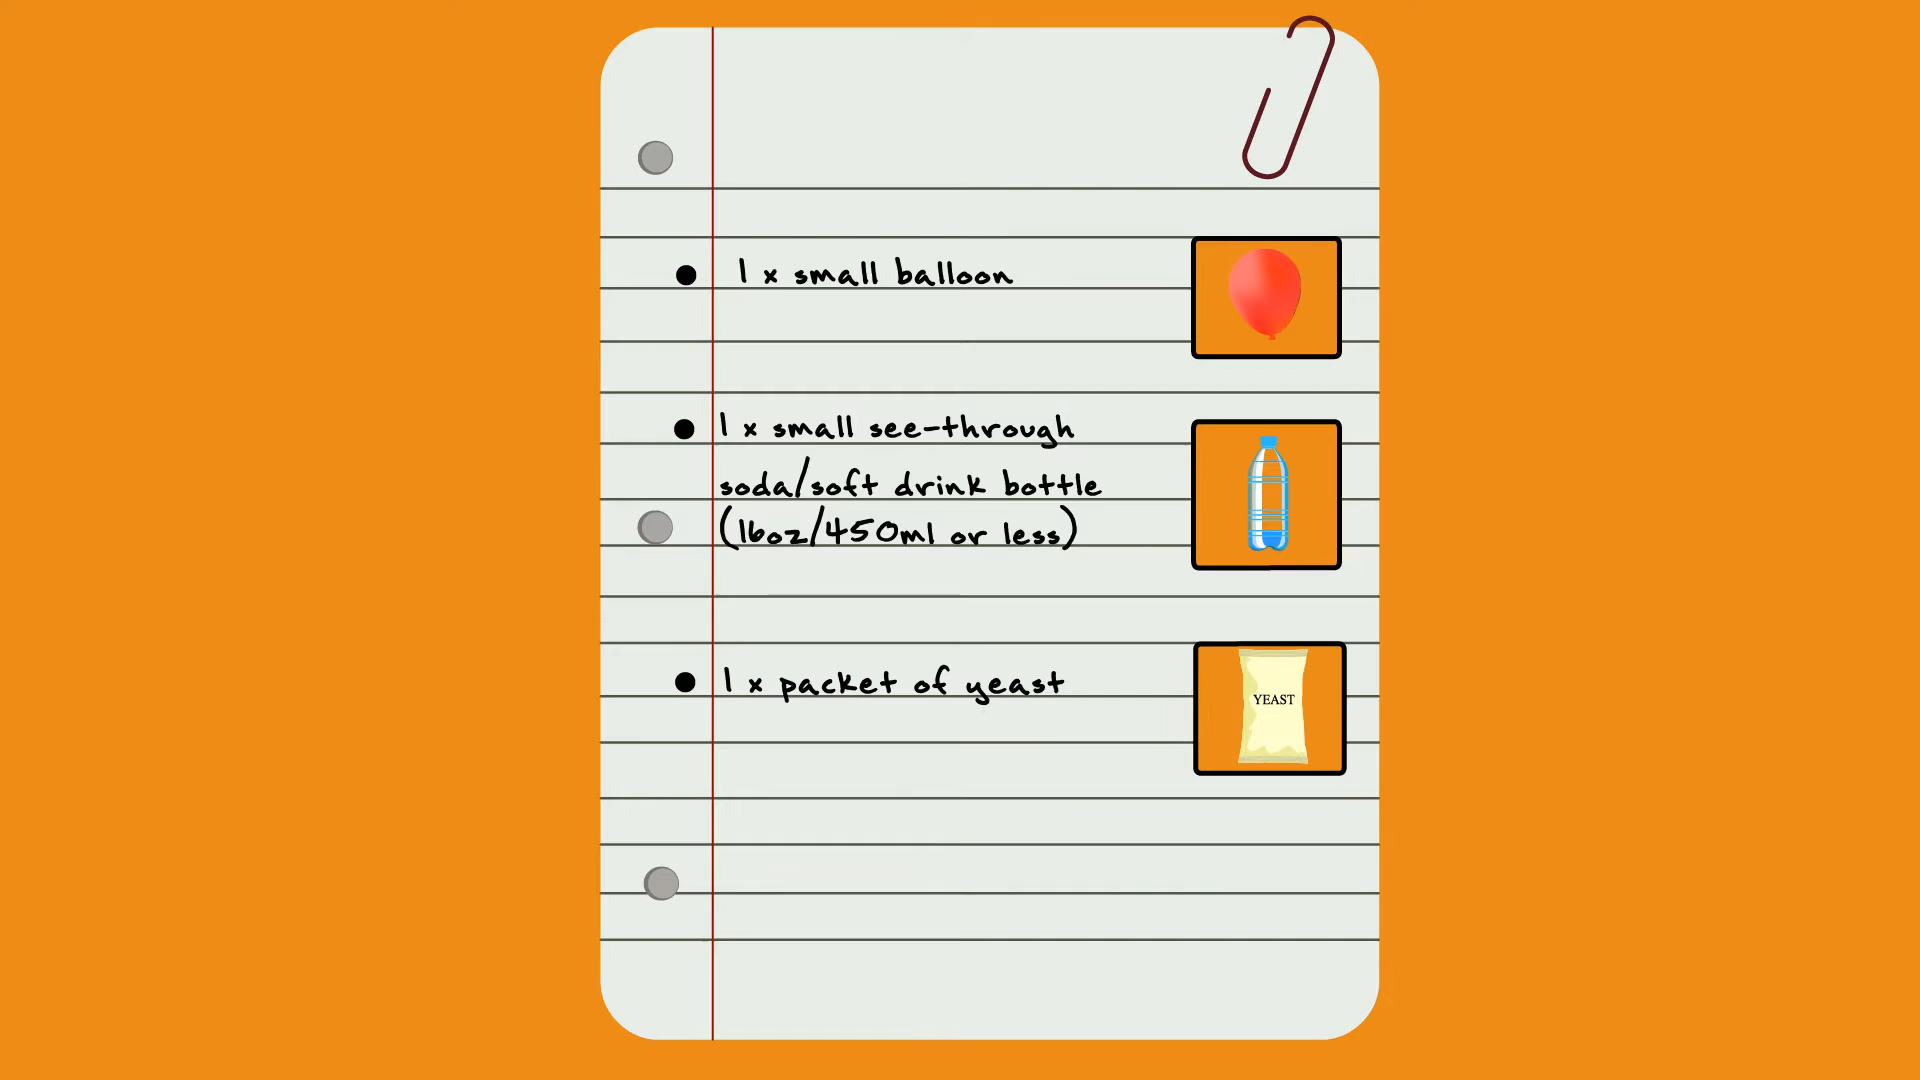 1 x small balloon
1 x small see-through
soda/soft drink bottle
(16oz/450ml or less)
1 x packet of yeast
YEAST